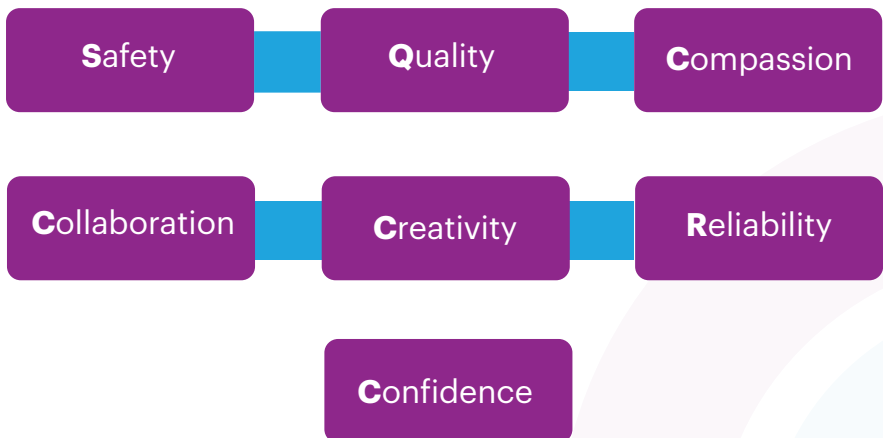 Safety
Quality
Compassion
Collaboration
Creativity
Reliability
Confidence